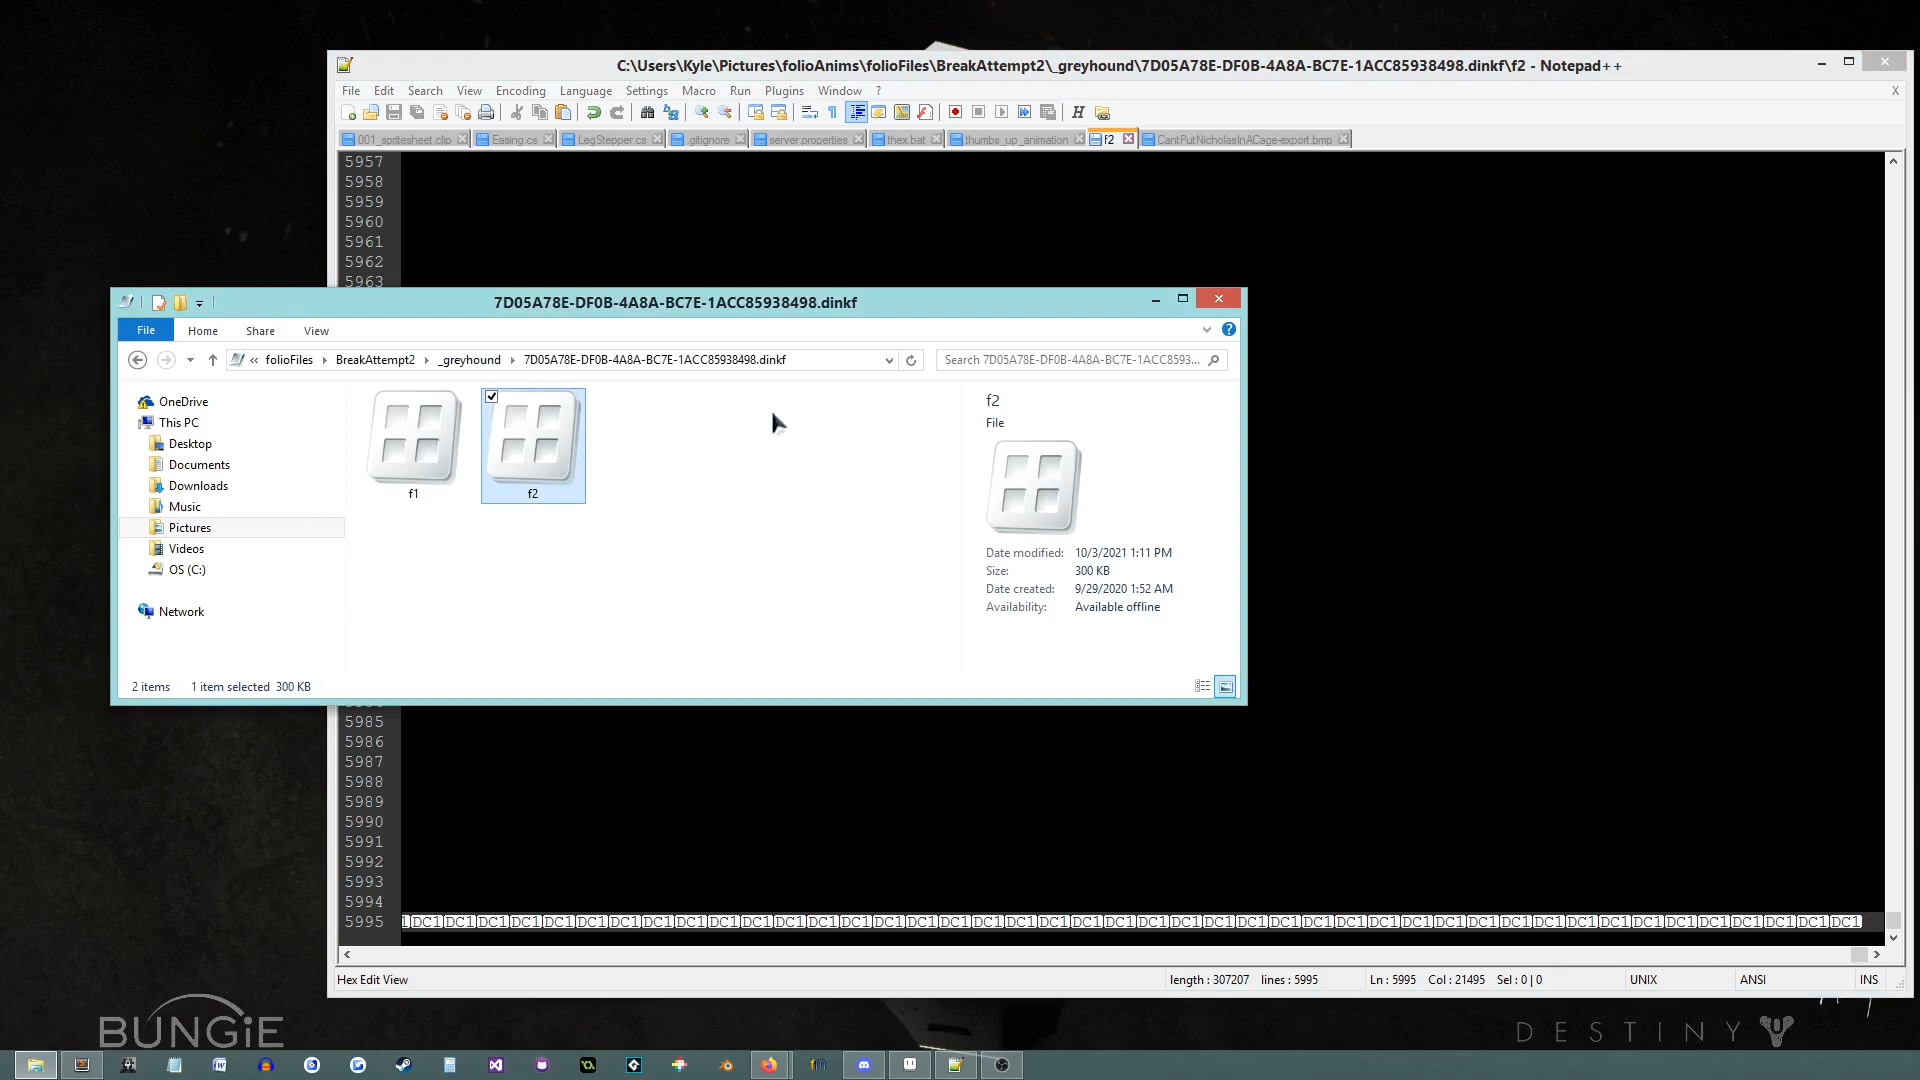 C:\Users\Kyle\Pictures\folioAnims\folioFiles\BreakAttempt2\_greyhound\7D05A78E-DF0B-4A8A-BC7E-1ACC85938498.dinkf\f2 - Notepad++
File Edit Search View Encoding Language Settings Macro Run Plugins Window ? X
001_spritesheet.clip Easing.cs LegStepper.cs .gitignore server.properties thex.bat thumbs_up_animation f2 CantPutNicholasInACage-export.bmp
5957
5958
5959
5960
5961
5962
5963
7D05A78E-DF0B-4A8A-BC7E-1ACC85938498.dinkf
File Home Share View
« folioFiles BreakAttempt2 _greyhound 7D05A78E-DF0B-4A8A-BC7E-1ACC85938498.dinkf Search 7D05A78E-DF0B-4A8A-BC7E-1ACC8593...
OneDrive
This PC
Desktop
Documents
Downloads
Music
Pictures
Videos
OS (C:)
Network
f1
f2
f2
File
Date modified: 10/3/2021 1:11 PM
Size: 300 KB
Date created: 9/29/2020 1:52 AM
Availability: Available offline
2 items 1 item selected 300 KB
5985
5986
5987
5988
5989
5990
5991
5992
5993
5994
5995 1DC1DC1DC1DC1DC1DC1DC1DC1DC1DC1DC1DC1DC1DC1DC1DC1DC1DC1DC1DC1DC1DC1DC1DC1DC1DC1DC1DC1DC1DC1DC1DC1DC1DC1DC1DC1DC1DC1DC1DC1DC1DC1DC1DC1
Hex Edit View length : 307207 lines : 5995 Ln : 5995 Col : 21495 Sel : 0 | 0 UNIX ANSI INS
BUNGiE
DESTINY